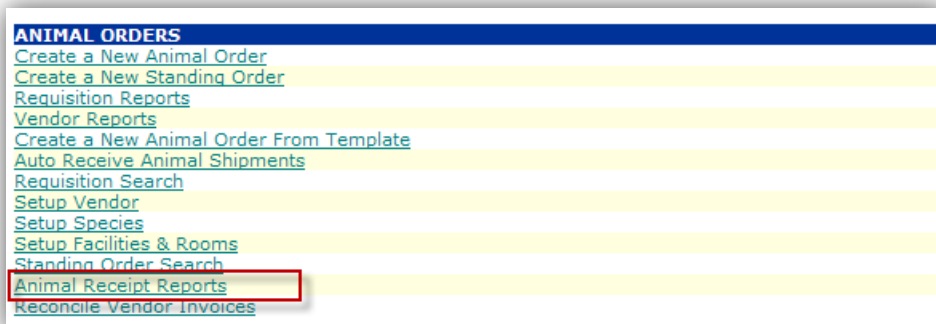 ANIMAL ORDERS
Create a New Animal Order
Create a New Standing Order
Requisition Reports
Vendor Reports
Create a New Animal Order From Template
Auto Receive Animal Shipments
Requisition Search
Setup Vendor
Setup Species
Setup Facilities & Rooms
Standing Order Search
Animal Receipt Reports
Reconcile Vendor Invoices